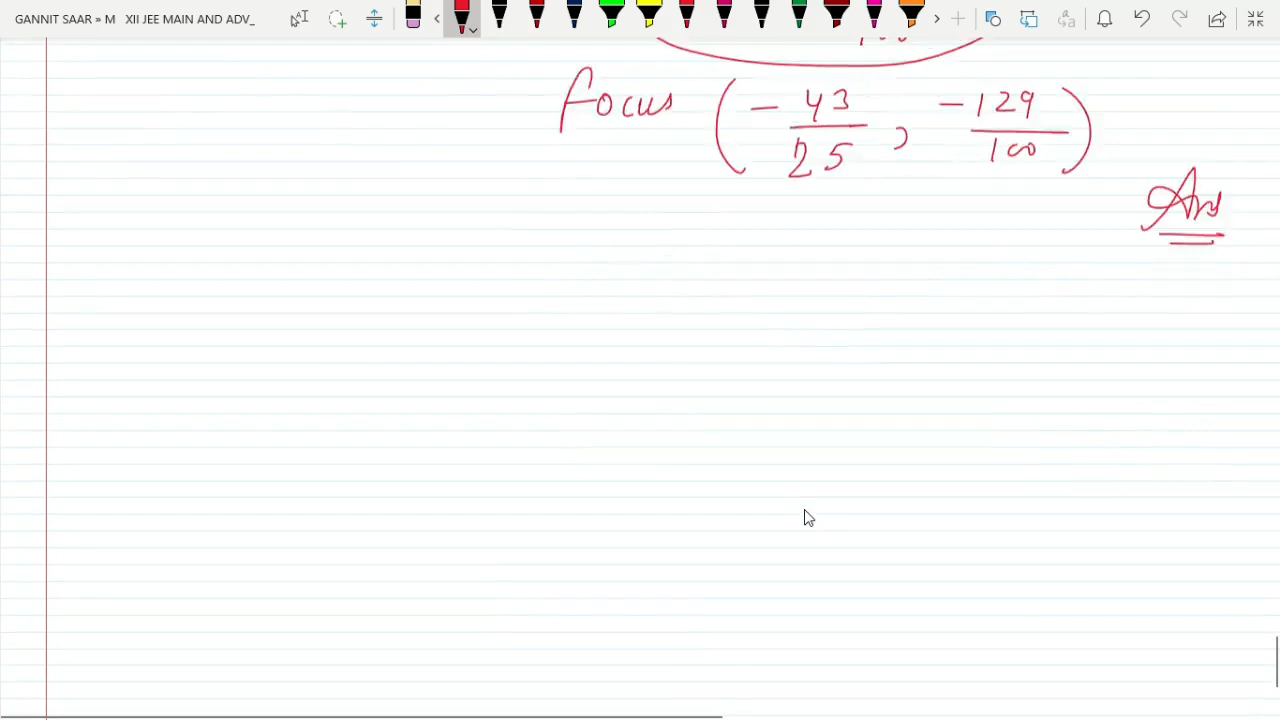 GANNIT SAAR » M XII JEE MAIN AND ADV_
Focus ( - 43/25 , - 129/100 )
Ans